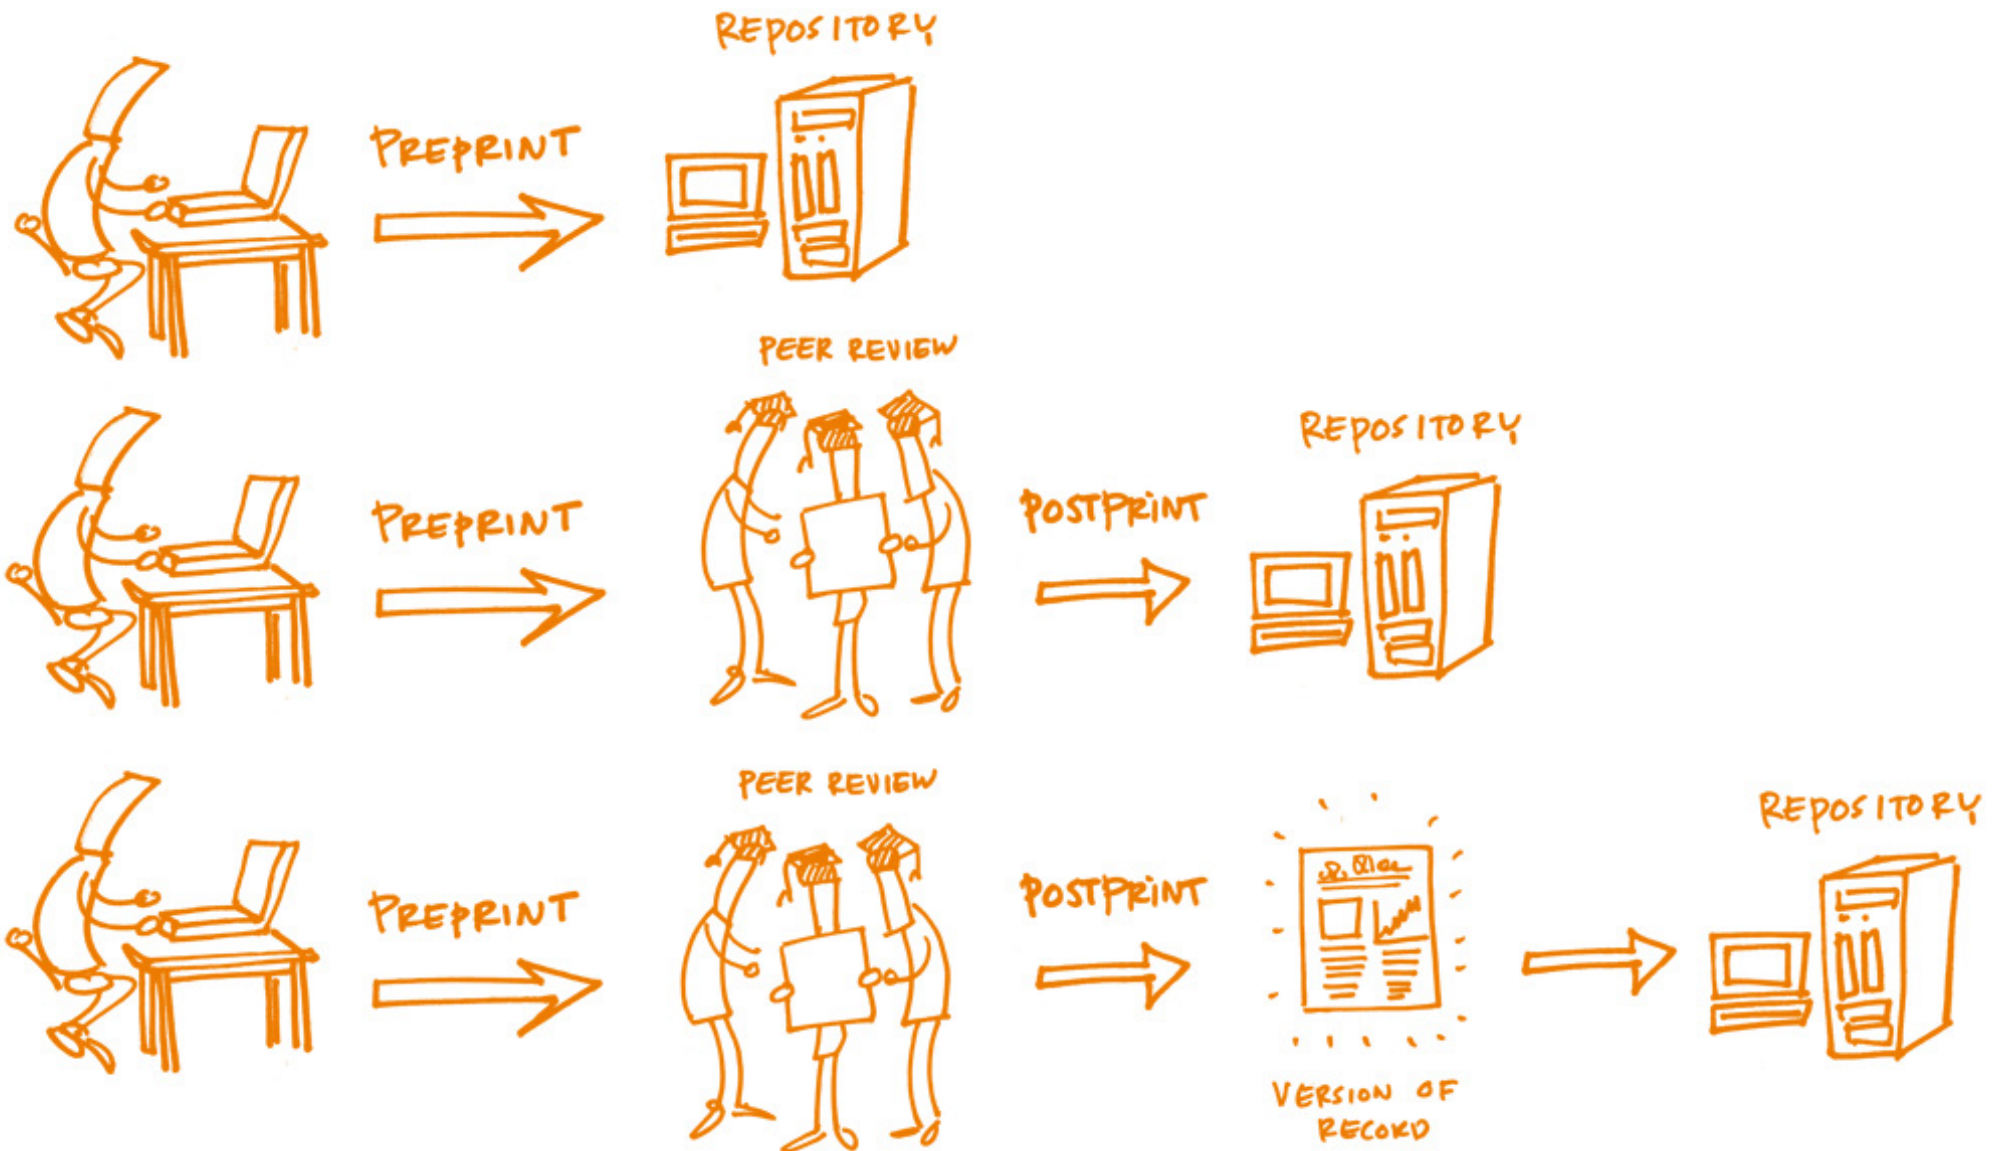 REPOSITORY
PREPRINT
PEER REVIEW
REPOSITORY
PREPRINT
POSTPRINT
PEER REVIEW
REPOSITORY
PREPRINT
POSTPRINT
VERSION OF
RECORD